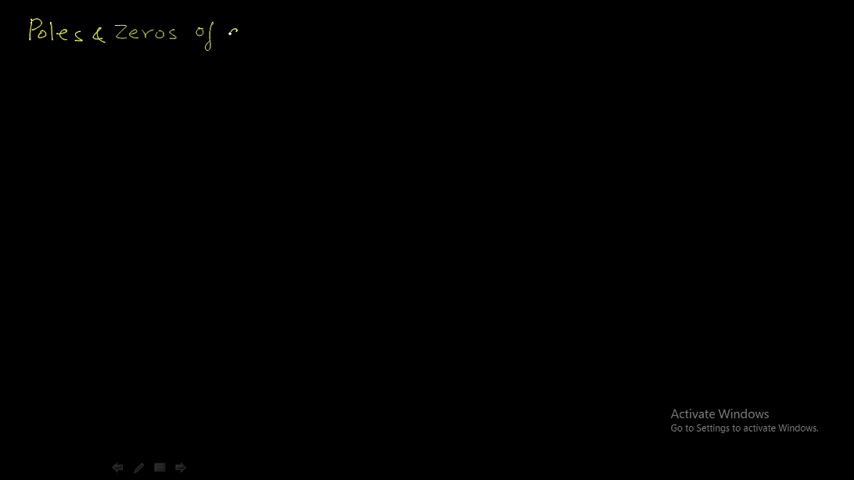 Poles & Zeros of
Activate Windows
Go to Settings to activate Windows.